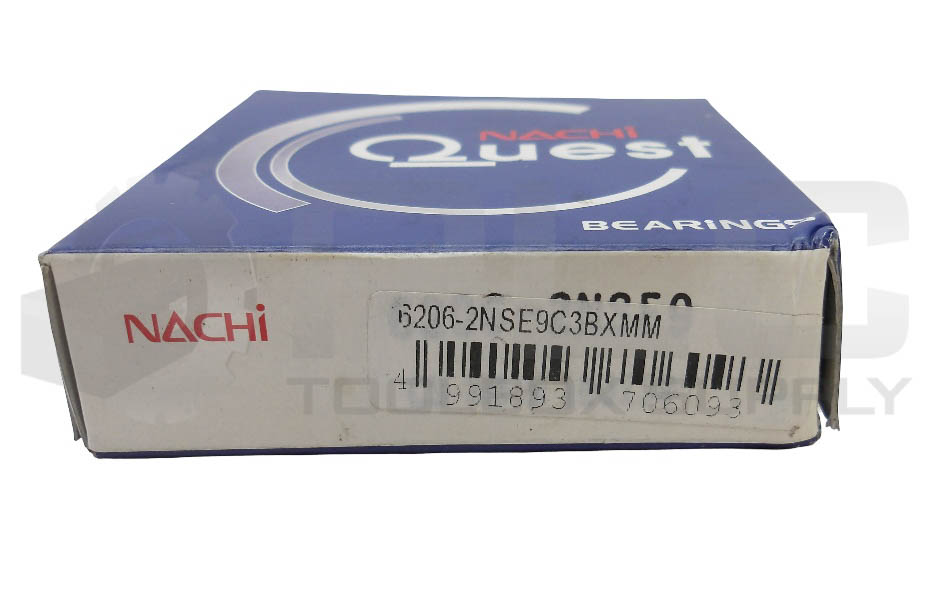 NACHi
Quest
BEARiNGS
NACHi
6206-2NSE9C3BXMM
4 991893 706093